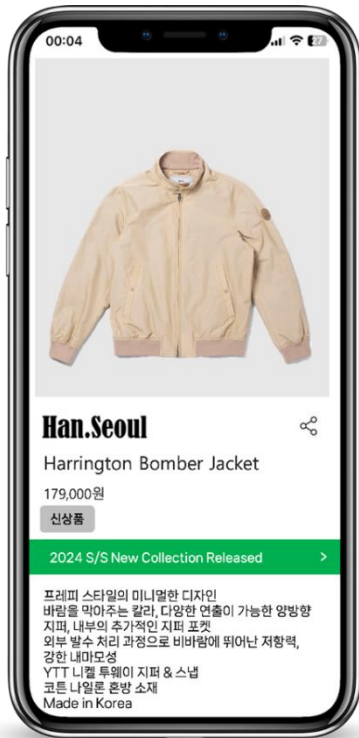 00:04
27
Han.Seoul
Harrington Bomber Jacket
179,000원
신상품
2024 S/S New Collection Released >
프레피 스타일의 미니멀한 디자인
바람을 막아주는 칼라, 다양한 연출이 가능한 양방향
지퍼, 내부의 추가적인 지퍼 포켓
외부 발수 처리 과정으로 비바람에 뛰어난 저항력,
강한 내마모성
YTT 니켈 투웨이 지퍼 & 스냅
코튼 나일론 혼방 소재
Made in Korea